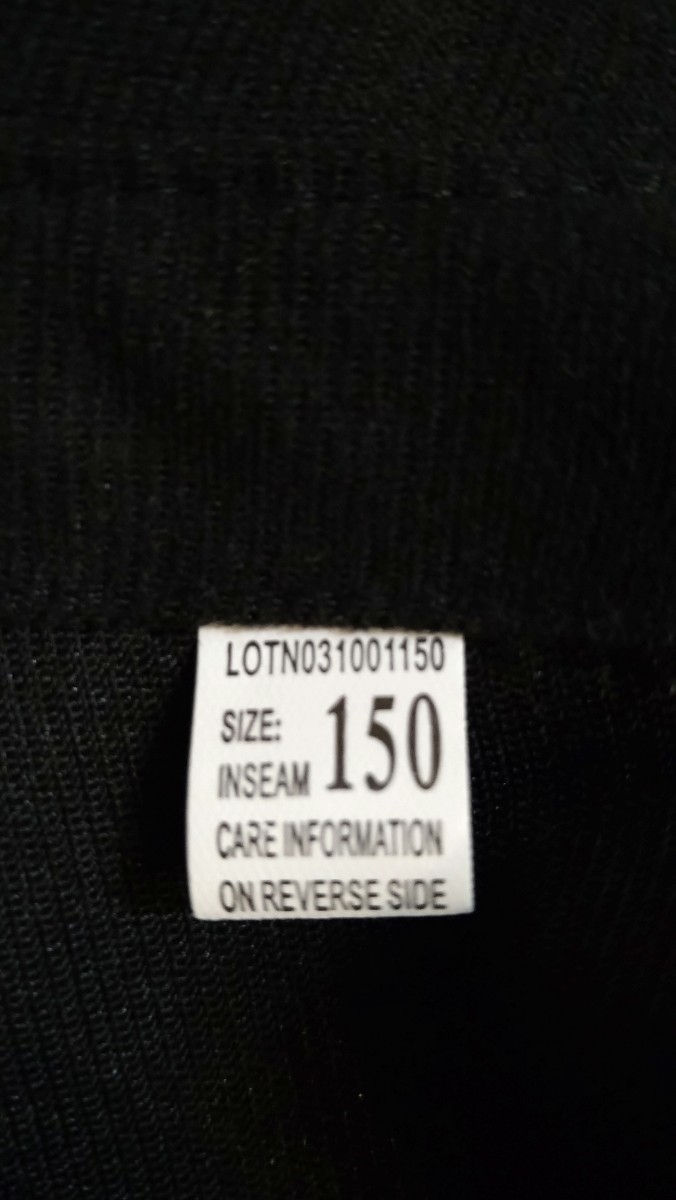 LOTN031001150
SIZE: 150
INSEAM
CARE INFORMATION
ON REVERSE SIDE